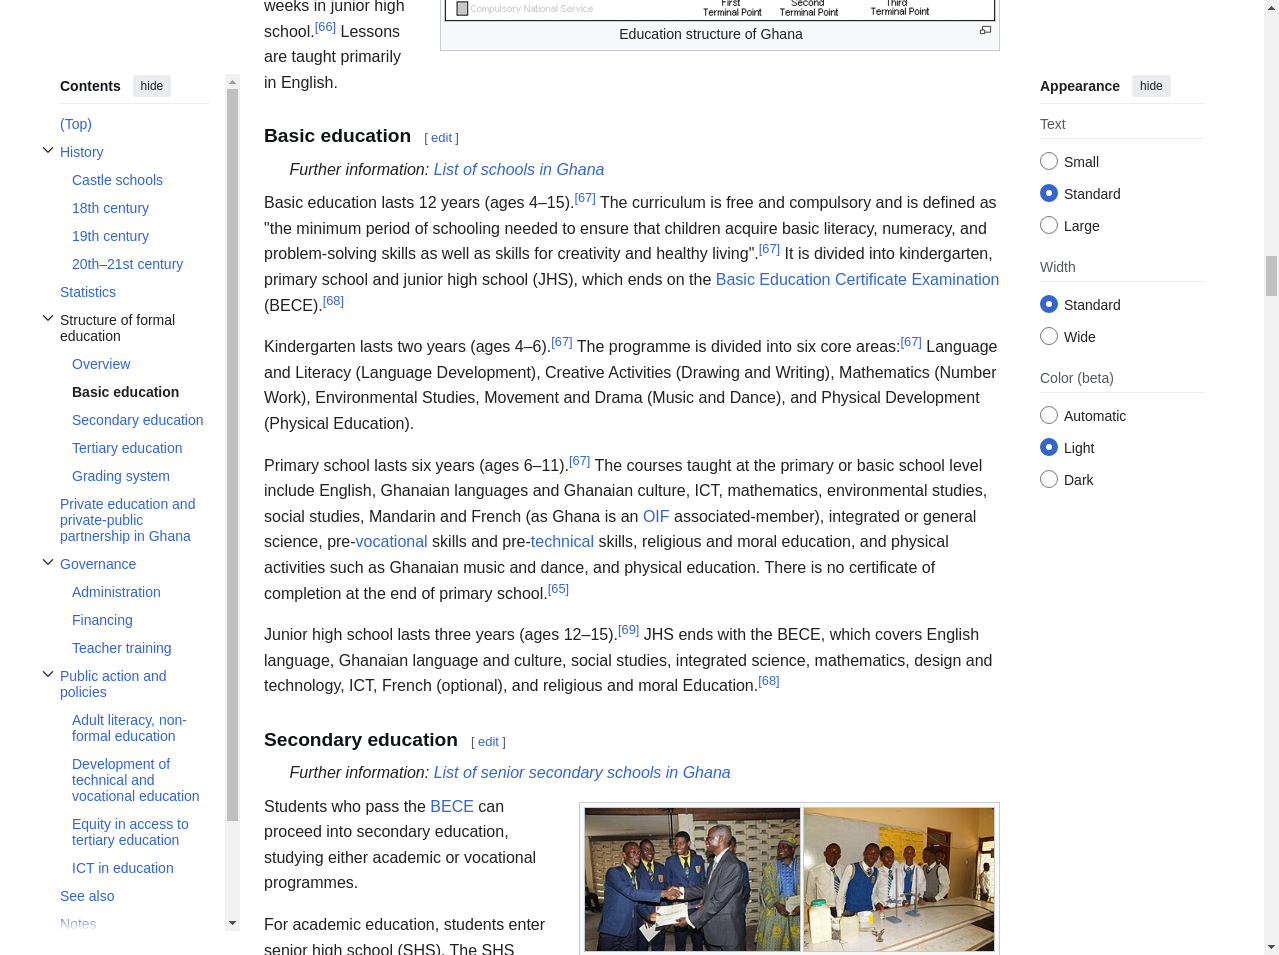 weeks in junior high
school.[66] Lessons
are taught primarily
in English.
Compulsory National Service
First
Terminal Point
Second
Terminal Point
Third
Terminal Point
Education structure of Ghana
Contents
hide
(Top)
History
Castle schools
18th century
19th century
20th–21st century
Statistics
Structure of formal
education
Overview
Basic education
Secondary education
Tertiary education
Grading system
Private education and
private-public
partnership in Ghana
Governance
Administration
Financing
Teacher training
Public action and
policies
Adult literacy, non-
formal education
Development of
technical and
vocational education
Equity in access to
tertiary education
ICT in education
See also
Notes
Basic education [ edit ]
Further information: List of schools in Ghana
Basic education lasts 12 years (ages 4–15).[67] The curriculum is free and compulsory and is defined as
"the minimum period of schooling needed to ensure that children acquire basic literacy, numeracy, and
problem-solving skills as well as skills for creativity and healthy living".[67] It is divided into kindergarten,
primary school and junior high school (JHS), which ends on the Basic Education Certificate Examination
(BECE).[68]
Kindergarten lasts two years (ages 4–6).[67] The programme is divided into six core areas:[67] Language
and Literacy (Language Development), Creative Activities (Drawing and Writing), Mathematics (Number
Work), Environmental Studies, Movement and Drama (Music and Dance), and Physical Development
(Physical Education).
Primary school lasts six years (ages 6–11).[67] The courses taught at the primary or basic school level
include English, Ghanaian languages and Ghanaian culture, ICT, mathematics, environmental studies,
social studies, Mandarin and French (as Ghana is an OIF associated-member), integrated or general
science, pre-vocational skills and pre-technical skills, religious and moral education, and physical
activities such as Ghanaian music and dance, and physical education. There is no certificate of
completion at the end of primary school.[65]
Junior high school lasts three years (ages 12–15).[69] JHS ends with the BECE, which covers English
language, Ghanaian language and culture, social studies, integrated science, mathematics, design and
technology, ICT, French (optional), and religious and moral Education.[68]
Secondary education [ edit ]
Further information: List of senior secondary schools in Ghana
Students who pass the BECE can
proceed into secondary education,
studying either academic or vocational
programmes.
For academic education, students enter
senior high school (SHS). The SHS
Appearance
hide
Text
Small
Standard
Large
Width
Standard
Wide
Color (beta)
Automatic
Light
Dark